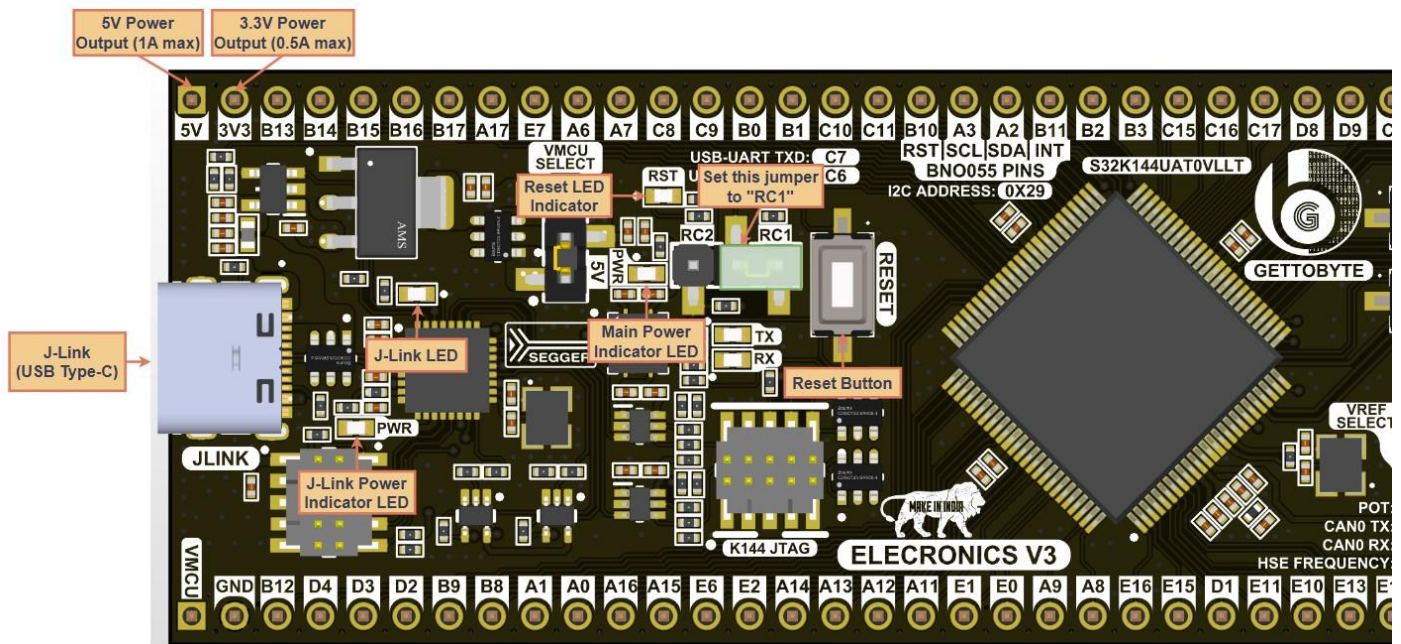 5V Power
Output (1A max)
3.3V Power
Output (0.5A max)
5V 3V3 B13 B14 B15 B16 B17 A17 E7 A6 A7 C8 C9 B0 B1 C10 C11 B10 A3 A2 B11 B2 B3 C15 C16 C17 D8 D9
VMCU
SELECT
RST SCL SDA INT
BNO055 PINS
I2C ADDRESS: 0X29
USB-UART TXD: C7
C6
S32K144UAT0VLLT
RST
Reset LED
Indicator
Set this jumper
to "RC1"
AMS
RC2
RC1
PWR
5V
RESET
G
GETTOBYTE
J-Link
(USB Type-C)
J-Link LED
SEGGER
Main Power
Indicator LED
TX
RX
Reset Button
PWR
JLINK
J-Link Power
Indicator LED
VREF
SELECT
MAKE IN INDIA
K144 JTAG
ELECRONICS V3
POT:
CAN0 TX:
CAN0 RX:
HSE FREQUENCY:
VMCU
GND B12 D4 D3 D2 B9 B8 A1 A0 A16 A15 E6 E2 A14 A13 A12 A11 E1 E0 A9 A8 E16 E15 D1 E11 E10 E13